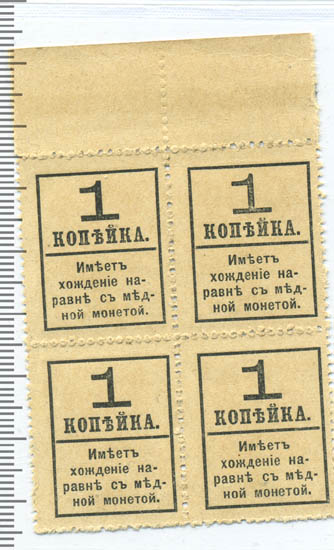 1
КОПѢЙКА.
Имѣетъ
хожденіе на-
равнѣ съ мѣд-
ной монетой.
1
КОПѢЙКА.
Имѣетъ
хожденіе на-
равнѣ съ мѣд-
ной монетой.
1
КОПѢЙКА.
Имѣетъ
хожденіе на-
равнѣ съ мѣд-
ной монетой.
1
КОПѢЙКА.
Имѣетъ
хожденіе на-
равнѣ съ мѣд-
ной монетой.